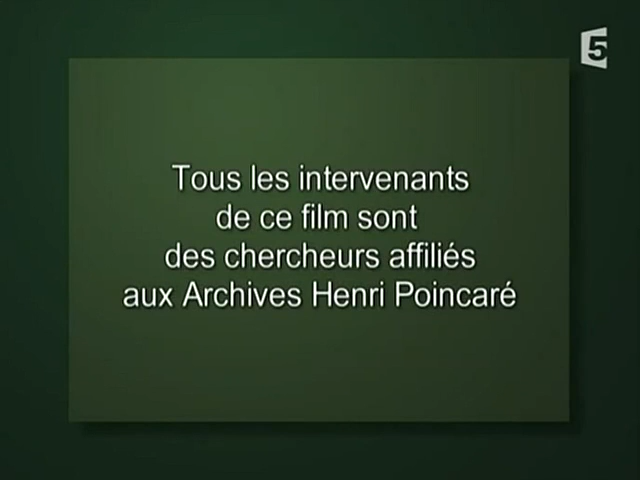 5
Tous les intervenants
de ce film sont
des chercheurs affiliés
aux Archives Henri Poincaré